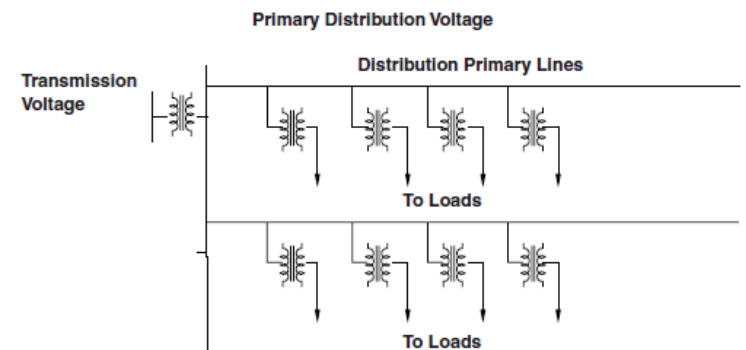 Primary Distribution Voltage
Distribution Primary Lines
Transmission
Voltage
To Loads
To Loads